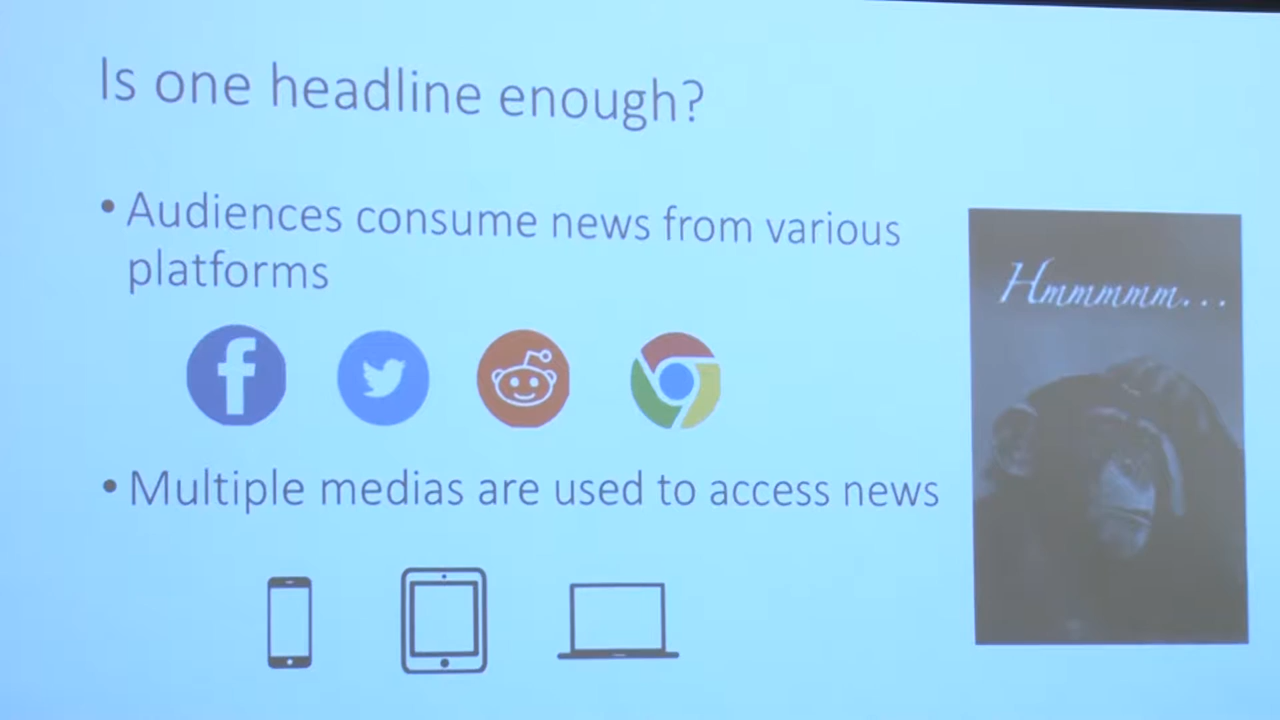 Is one headline enough?
• Audiences consume news from various
platforms
• Multiple medias are used to access news
Hmmmmm...